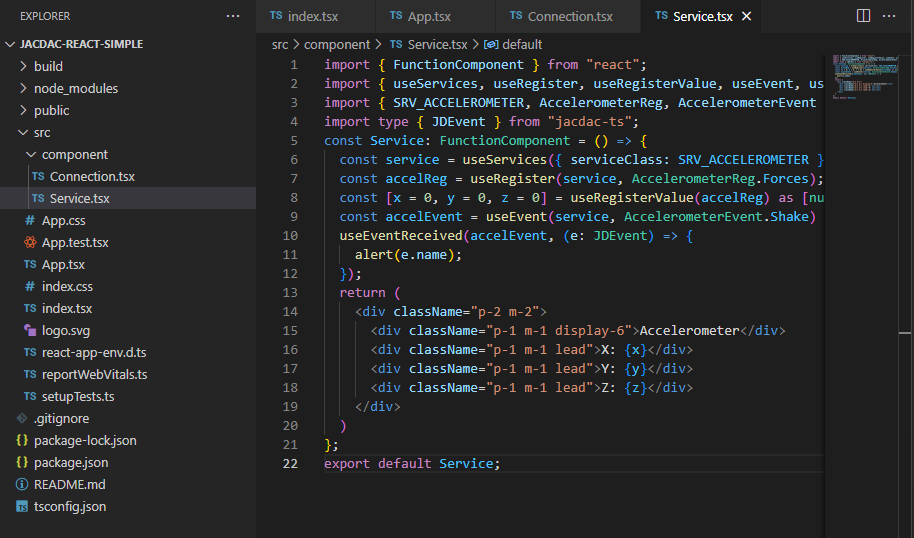 EXPLORER
JACDAC-REACT-SIMPLE
build
node_modules
public
src
component
TS Connection.tsx
TS Service.tsx
# App.css
App.test.tsx
TS App.tsx
# index.css
TS index.tsx
logo.svg
TS react-app-env.d.ts
TS reportWebVitals.ts
TS setupTests.ts
.gitignore
{} package-lock.json
{} package.json
README.md
TS tsconfig.json
TS index.tsx TS App.tsx TS Connection.tsx TS Service.tsx
src > component > TS Service.tsx > default
1 import { FunctionComponent } from "react";
2 import { useServices, useRegister, useRegisterValue, useEvent, us
3 import { SRV_ACCELEROMETER, AccelerometerReg, AccelerometerEvent
4 import type { JDEvent } from "jacdac-ts";
5 const Service: FunctionComponent = () => {
6 const service = useServices({ serviceClass: SRV_ACCELEROMETER }
7 const accelReg = useRegister(service, AccelerometerReg.Forces);
8 const [x = 0, y = 0, z = 0] = useRegisterValue(accelReg) as [nu
9 const accelEvent = useEvent(service, AccelerometerEvent.Shake)
10 useEventReceived(accelEvent, (e: JDEvent) => {
11 alert(e.name);
12 });
13 return (
14 <div className="p-2 m-2">
15 <div className="p-1 m-1 display-6">Accelerometer</div>
16 <div className="p-1 m-1 lead">X: {x}</div>
17 <div className="p-1 m-1 lead">Y: {y}</div>
18 <div className="p-1 m-1 lead">Z: {z}</div>
19 </div>
20 )
21 };
22 export default Service;